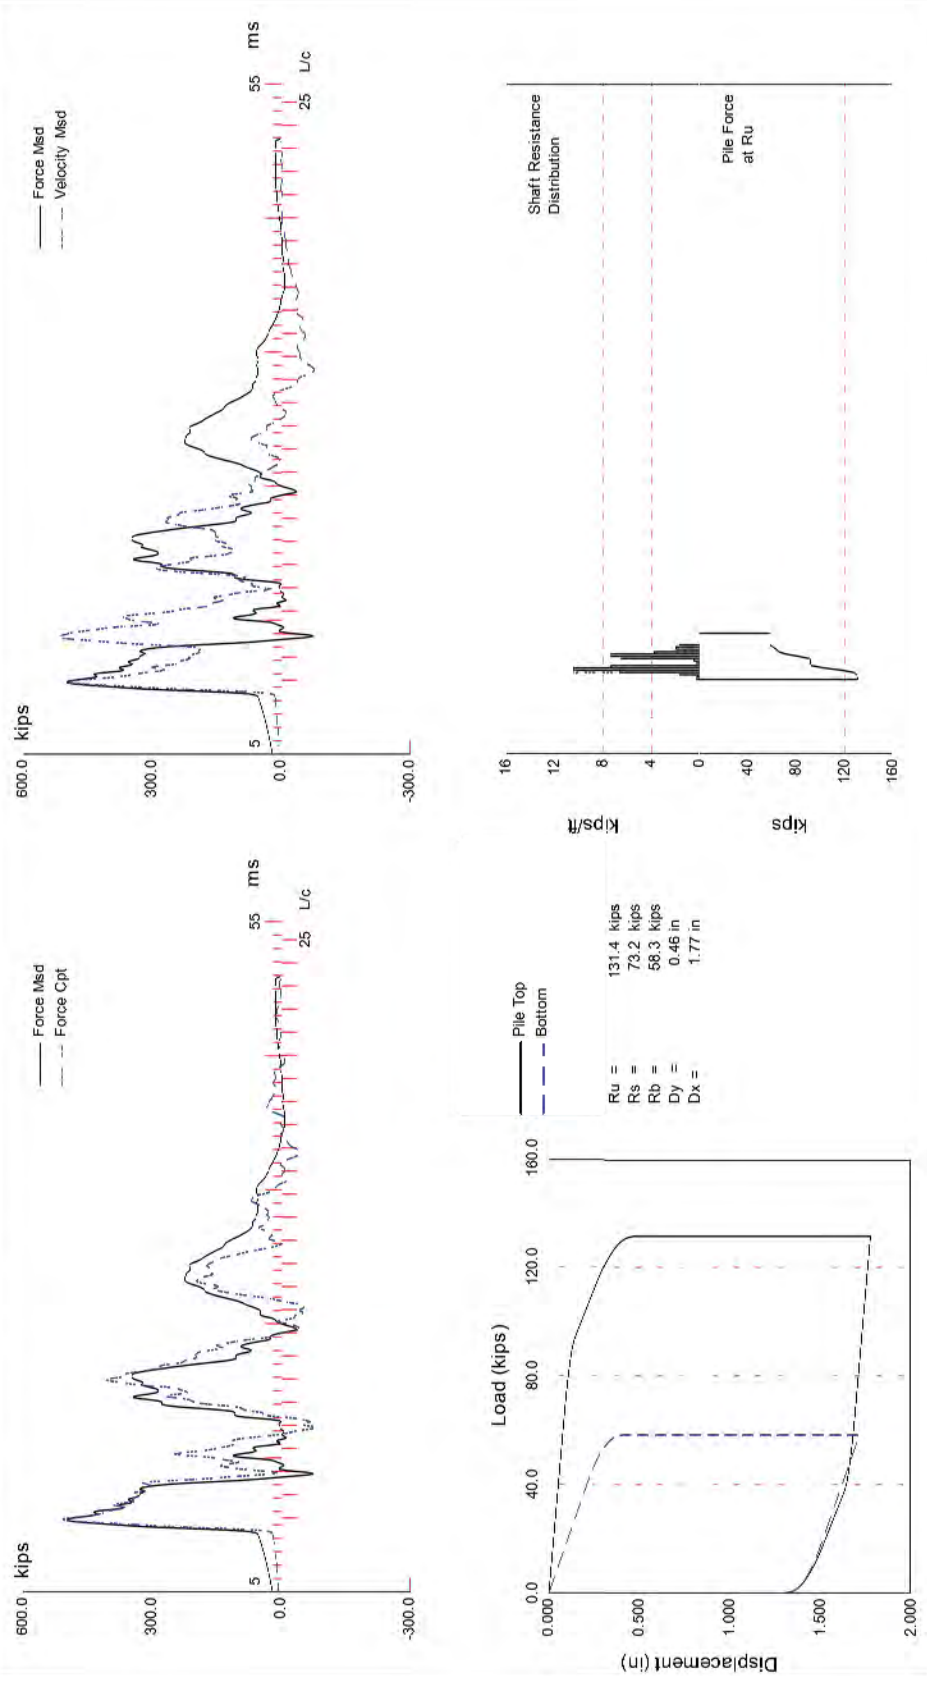 kips
600.0
300.0
0.0
-300.0
5
55
ms
25
L/c
Force Msd
Force Cpt
kips
600.0
300.0
0.0
-300.0
5
55
ms
25
L/c
Force Msd
Velocity Msd
Load (kips)
0.0
40.0
80.0
120.0
160.0
0.000
0.500
1.000
1.500
2.000
Displacement (in)
Pile Top
Bottom
Ru = 131.4 kips
Rs = 73.2 kips
Rb = 58.3 kips
Dy = 0.46 in
Dx = 1.77 in
16
12
8
4
0
40
80
120
160
kips/ft
kips
Shaft Resistance
Distribution
Pile Force
at Ru